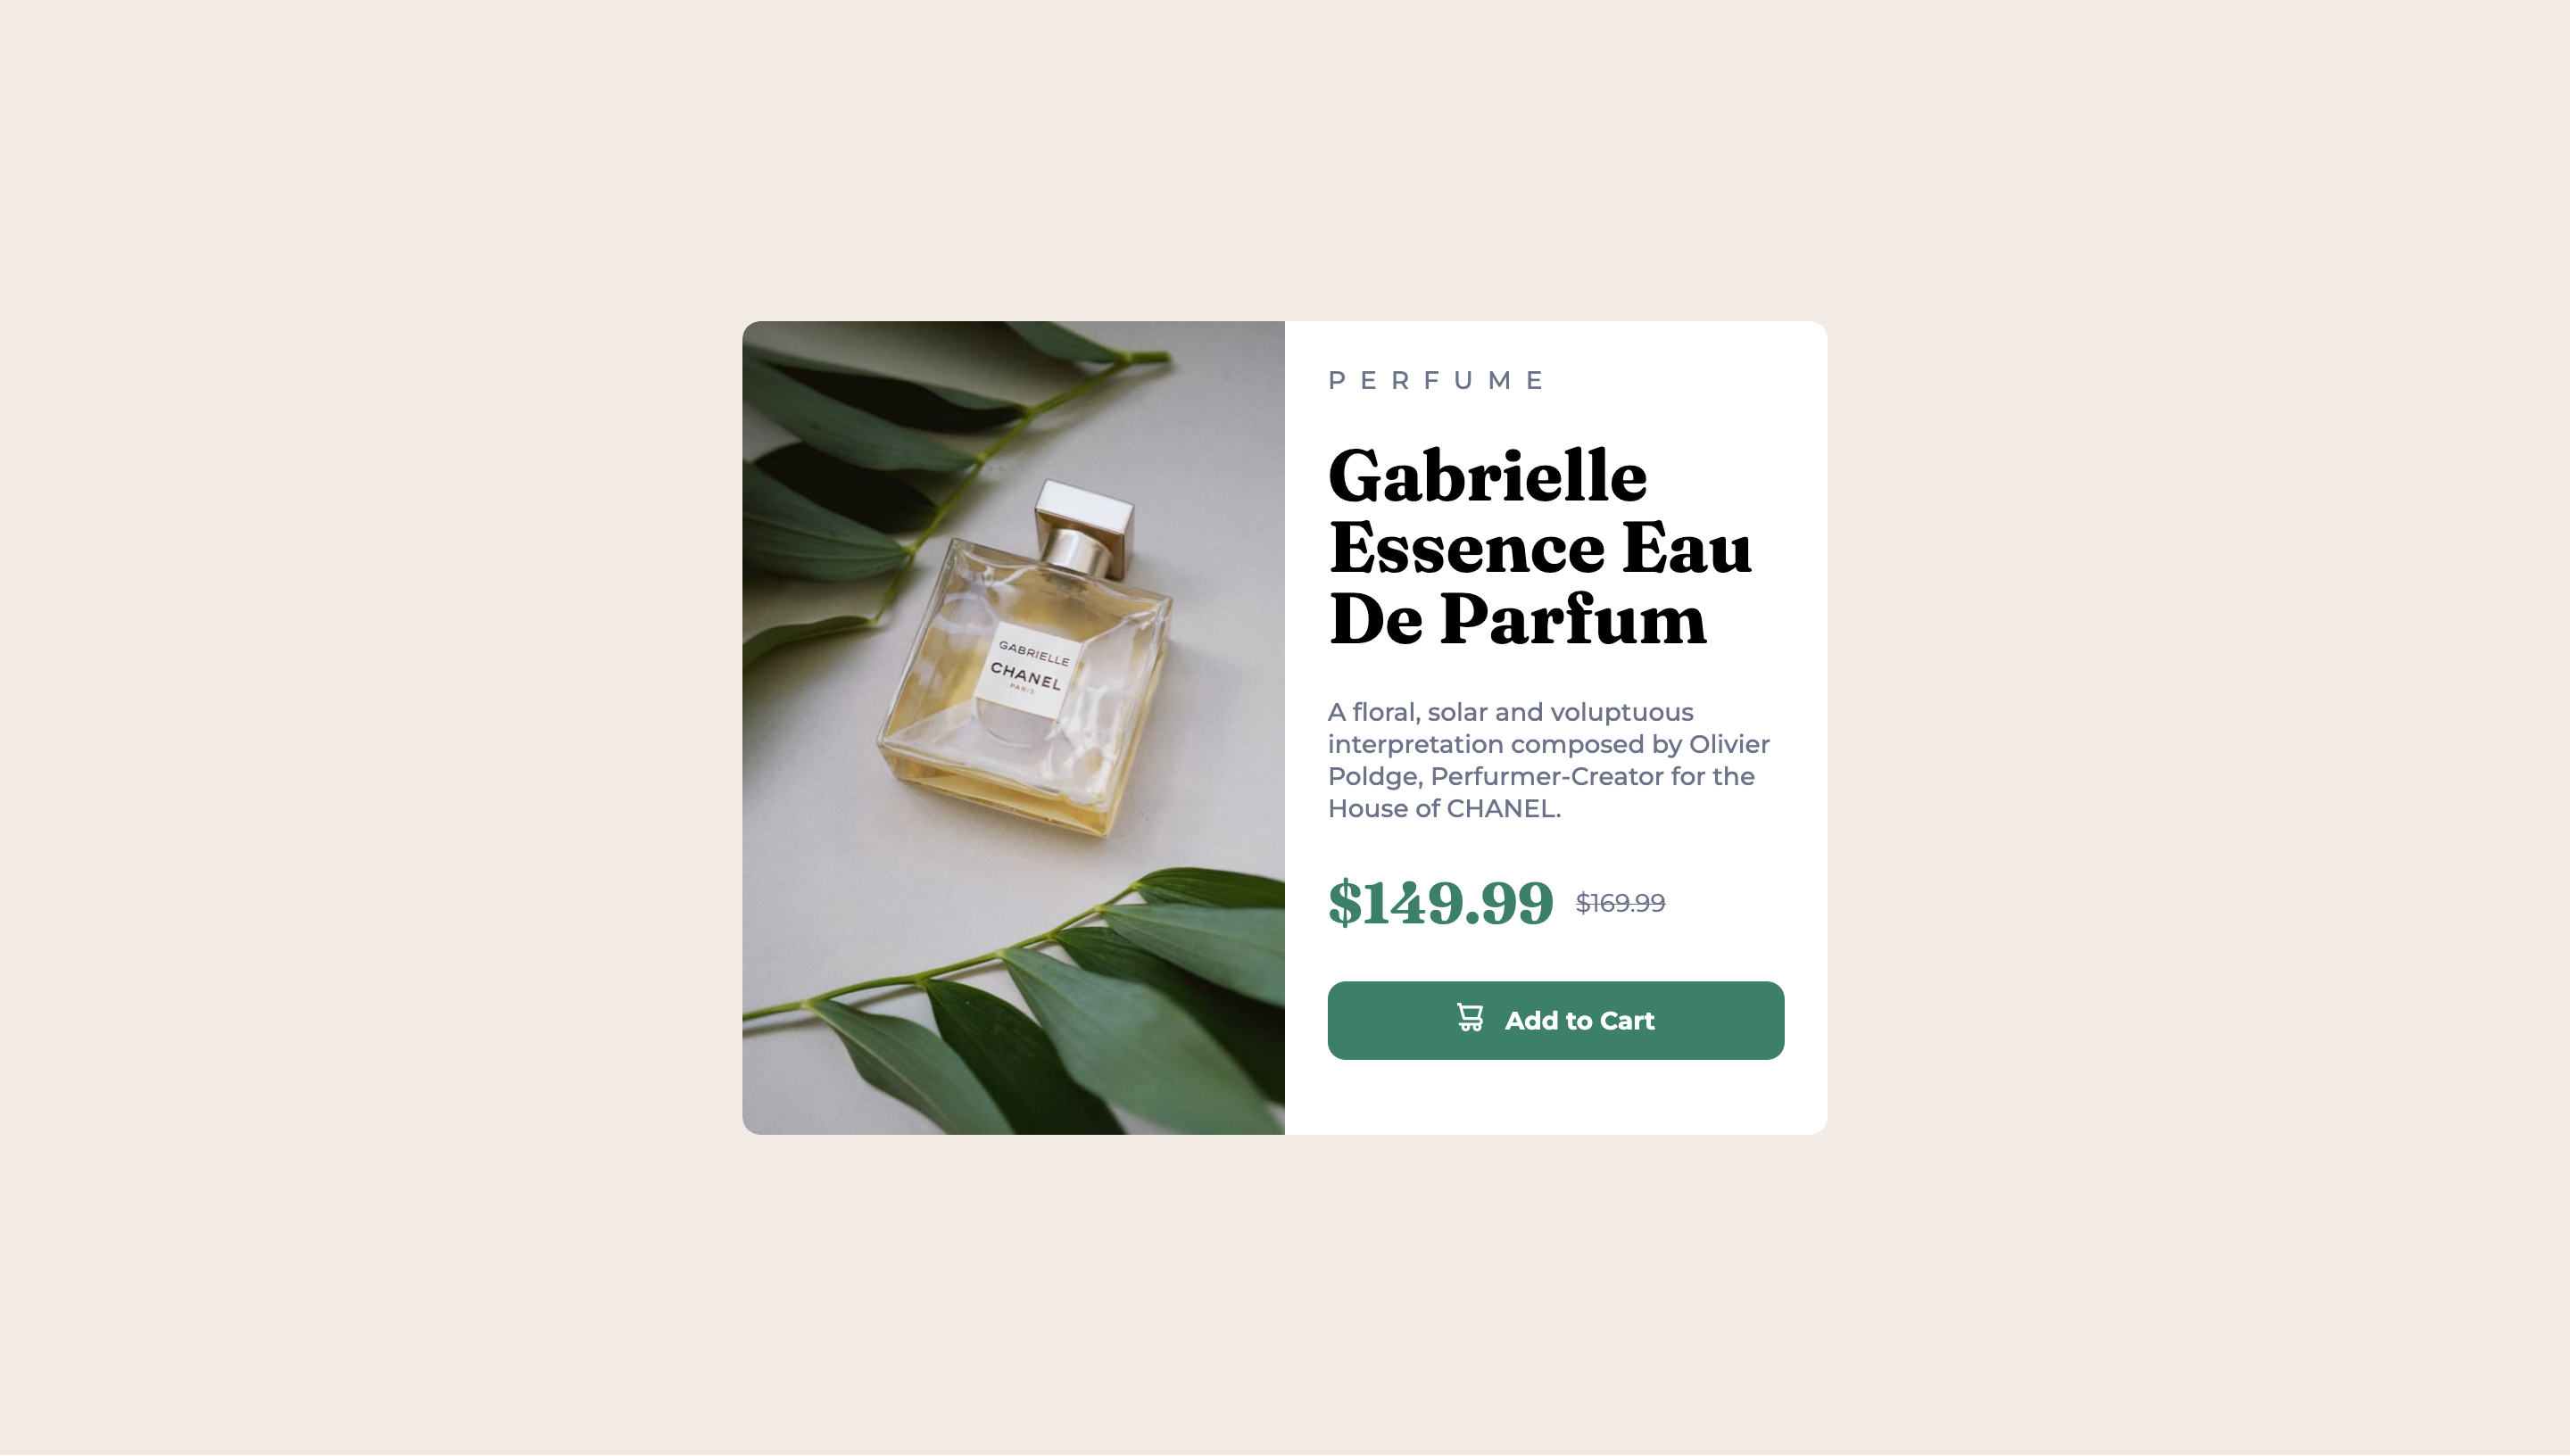 GABRIELLE
CHANEL
PARIS
PERFUME
Gabrielle
Essence Eau
De Parfum
A floral, solar and voluptuous
interpretation composed by Olivier
Poldge, Perfurmer-Creator for the
House of CHANEL.
$149.99 $169.99
Add to Cart